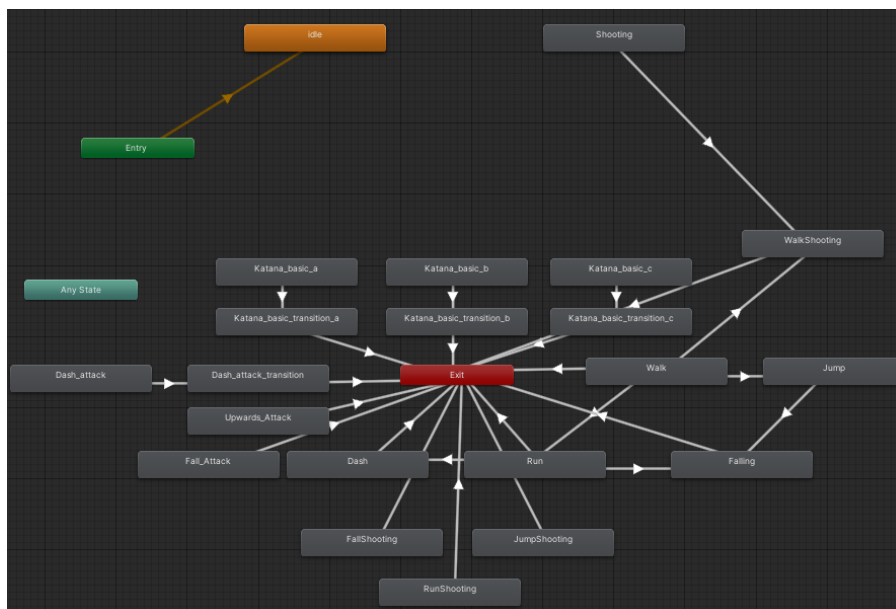 idle
Shooting
Entry
WalkShooting
Katana_basic_a
Katana_basic_b
Katana_basic_c
Any State
Katana_basic_transition_a
Katana_basic_transition_b
Katana_basic_transition_c
Dash_attack
Dash_attack_transition
Exit
Walk
Jump
Upwards_Attack
Fall_Attack
Dash
Run
Falling
FallShooting
JumpShooting
RunShooting